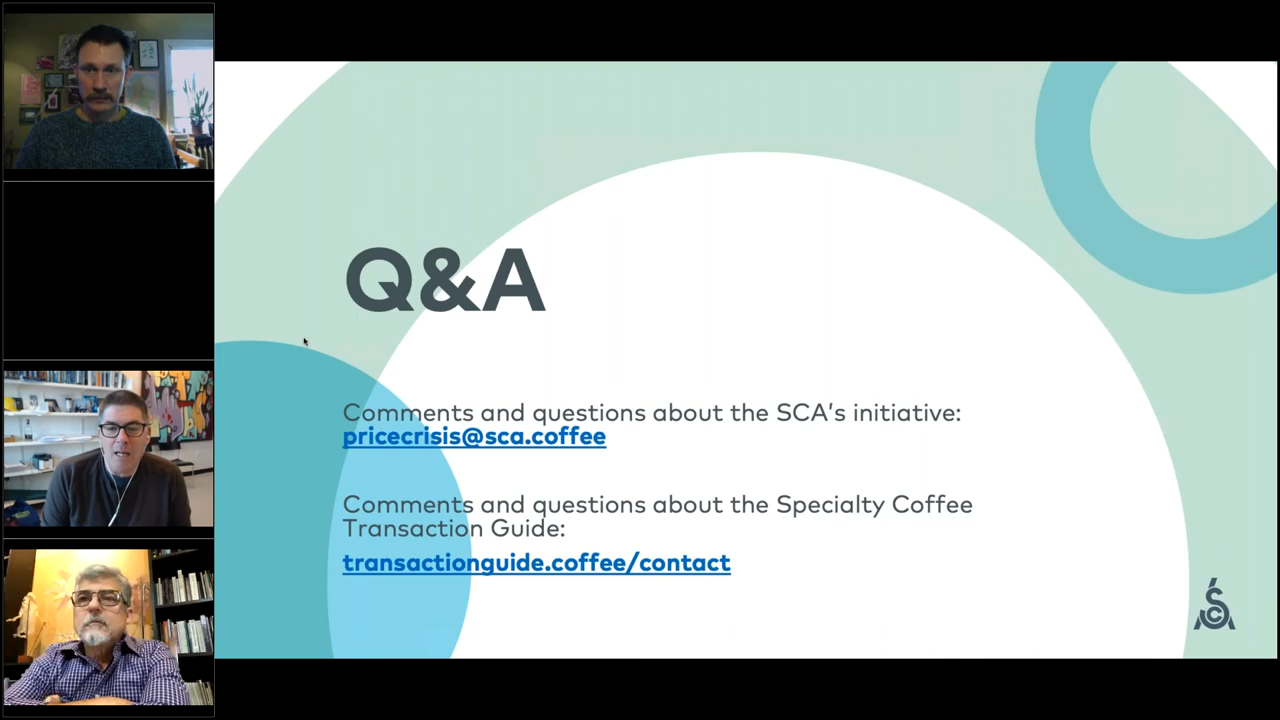 Q&A
Comments and questions about the SCA’s initiative:
pricecrisis@sca.coffee
Comments and questions about the Specialty Coffee
Transaction Guide:
transactionguide.coffee/contact
SCA